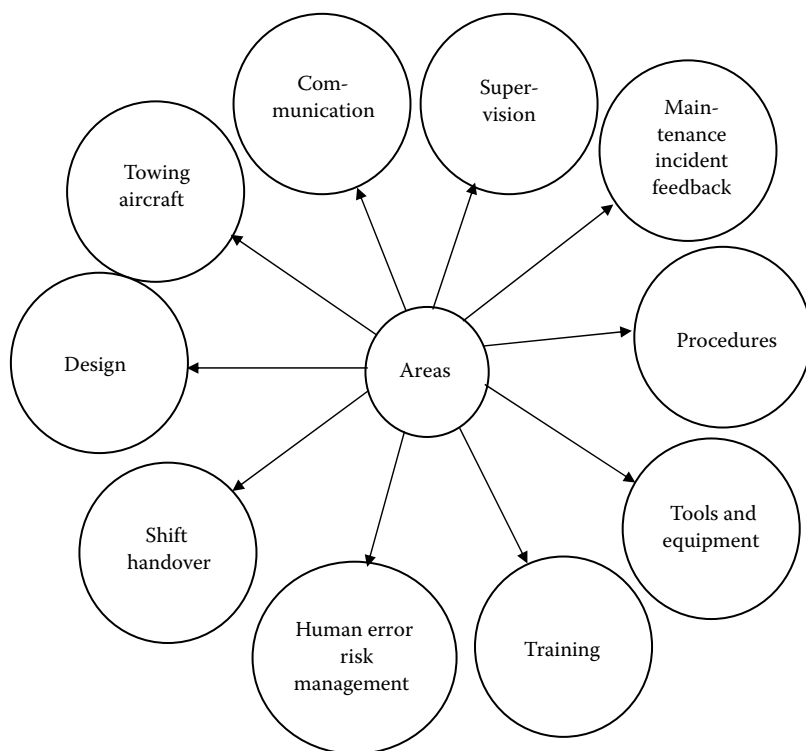 Com-
munication
Super-
vision
Main-
tenance
incident
feedback
Towing
aircraft
Procedures
Design
Areas
Tools and
equipment
Shift
handover
Human error
risk
management
Training